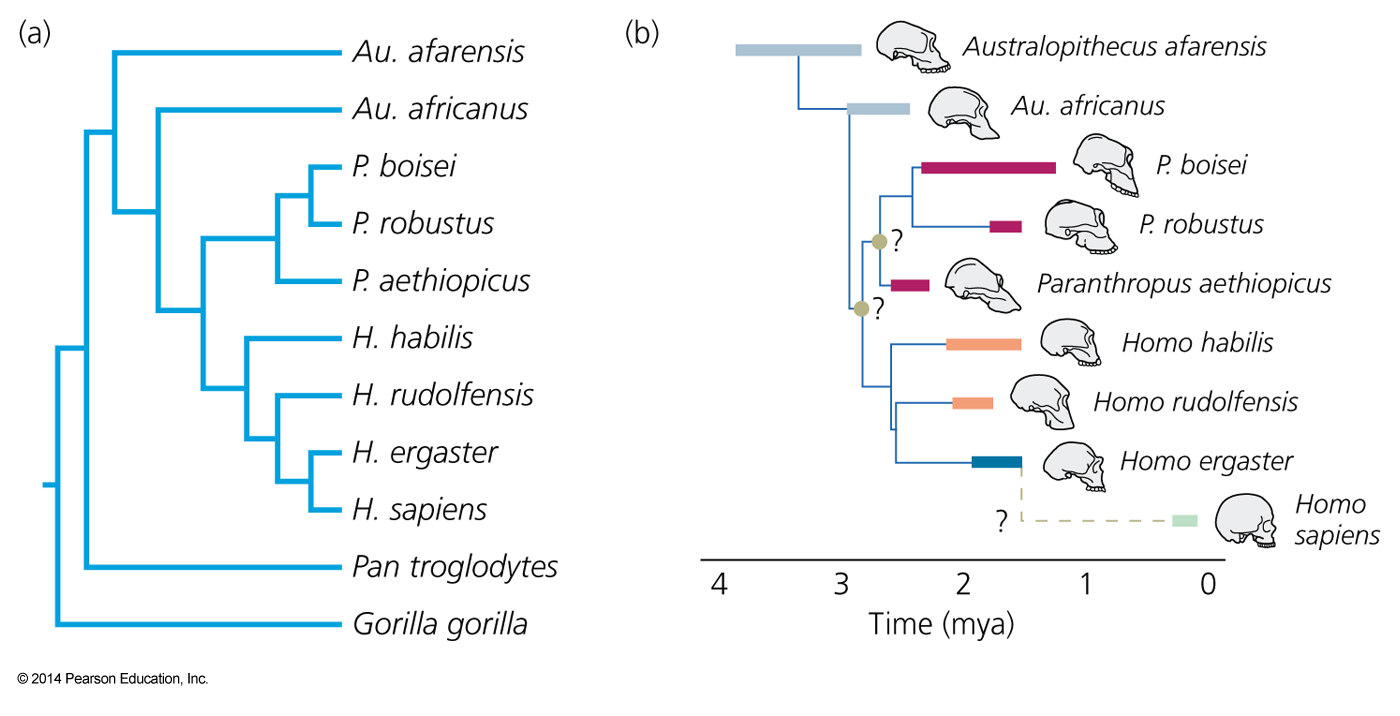 (a)
Au. afarensis
Au. africanus
P. boisei
P. robustus
P. aethiopicus
H. habilis
H. rudolfensis
H. ergaster
H. sapiens
Pan troglodytes
Gorilla gorilla
(b)
Australopithecus afarensis
Au. africanus
P. boisei
P. robustus
?
Paranthropus aethiopicus
?
Homo habilis
Homo rudolfensis
Homo ergaster
?
Homo
sapiens
4 3 2 1 0
Time (mya)
© 2014 Pearson Education, Inc.